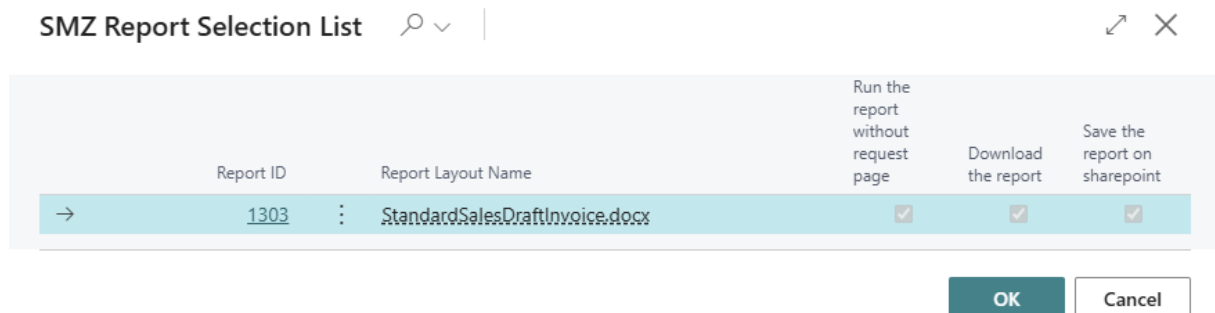 SMZ Report Selection List
Report ID
Report Layout Name
Run the
report
without
request
page
Download
the report
Save the
report on
sharepoint
1303
StandardSalesDraftInvoice.docx
OK
Cancel